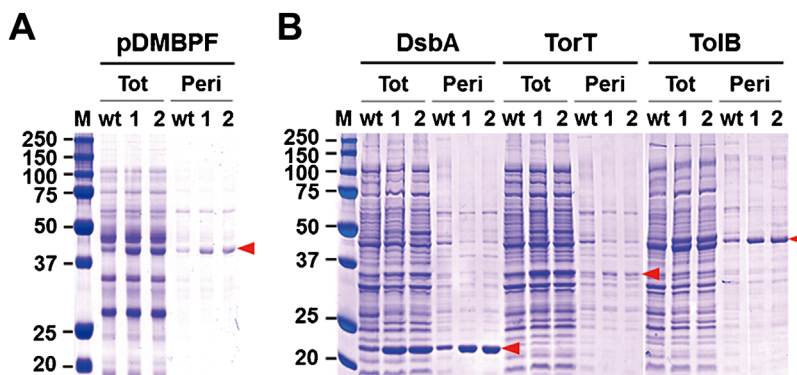 A
pDMBPF
Tot Peri
M wt 1 2 wt 1 2
250
150
100
75
50
37
25
20
B
DsbA TorT TolB
Tot Peri Tot Peri Tot Peri
M wt 1 2 wt 1 2 wt 1 2 wt 1 2 wt 1 2 wt 1 2
250
150
100
75
50
37
25
20